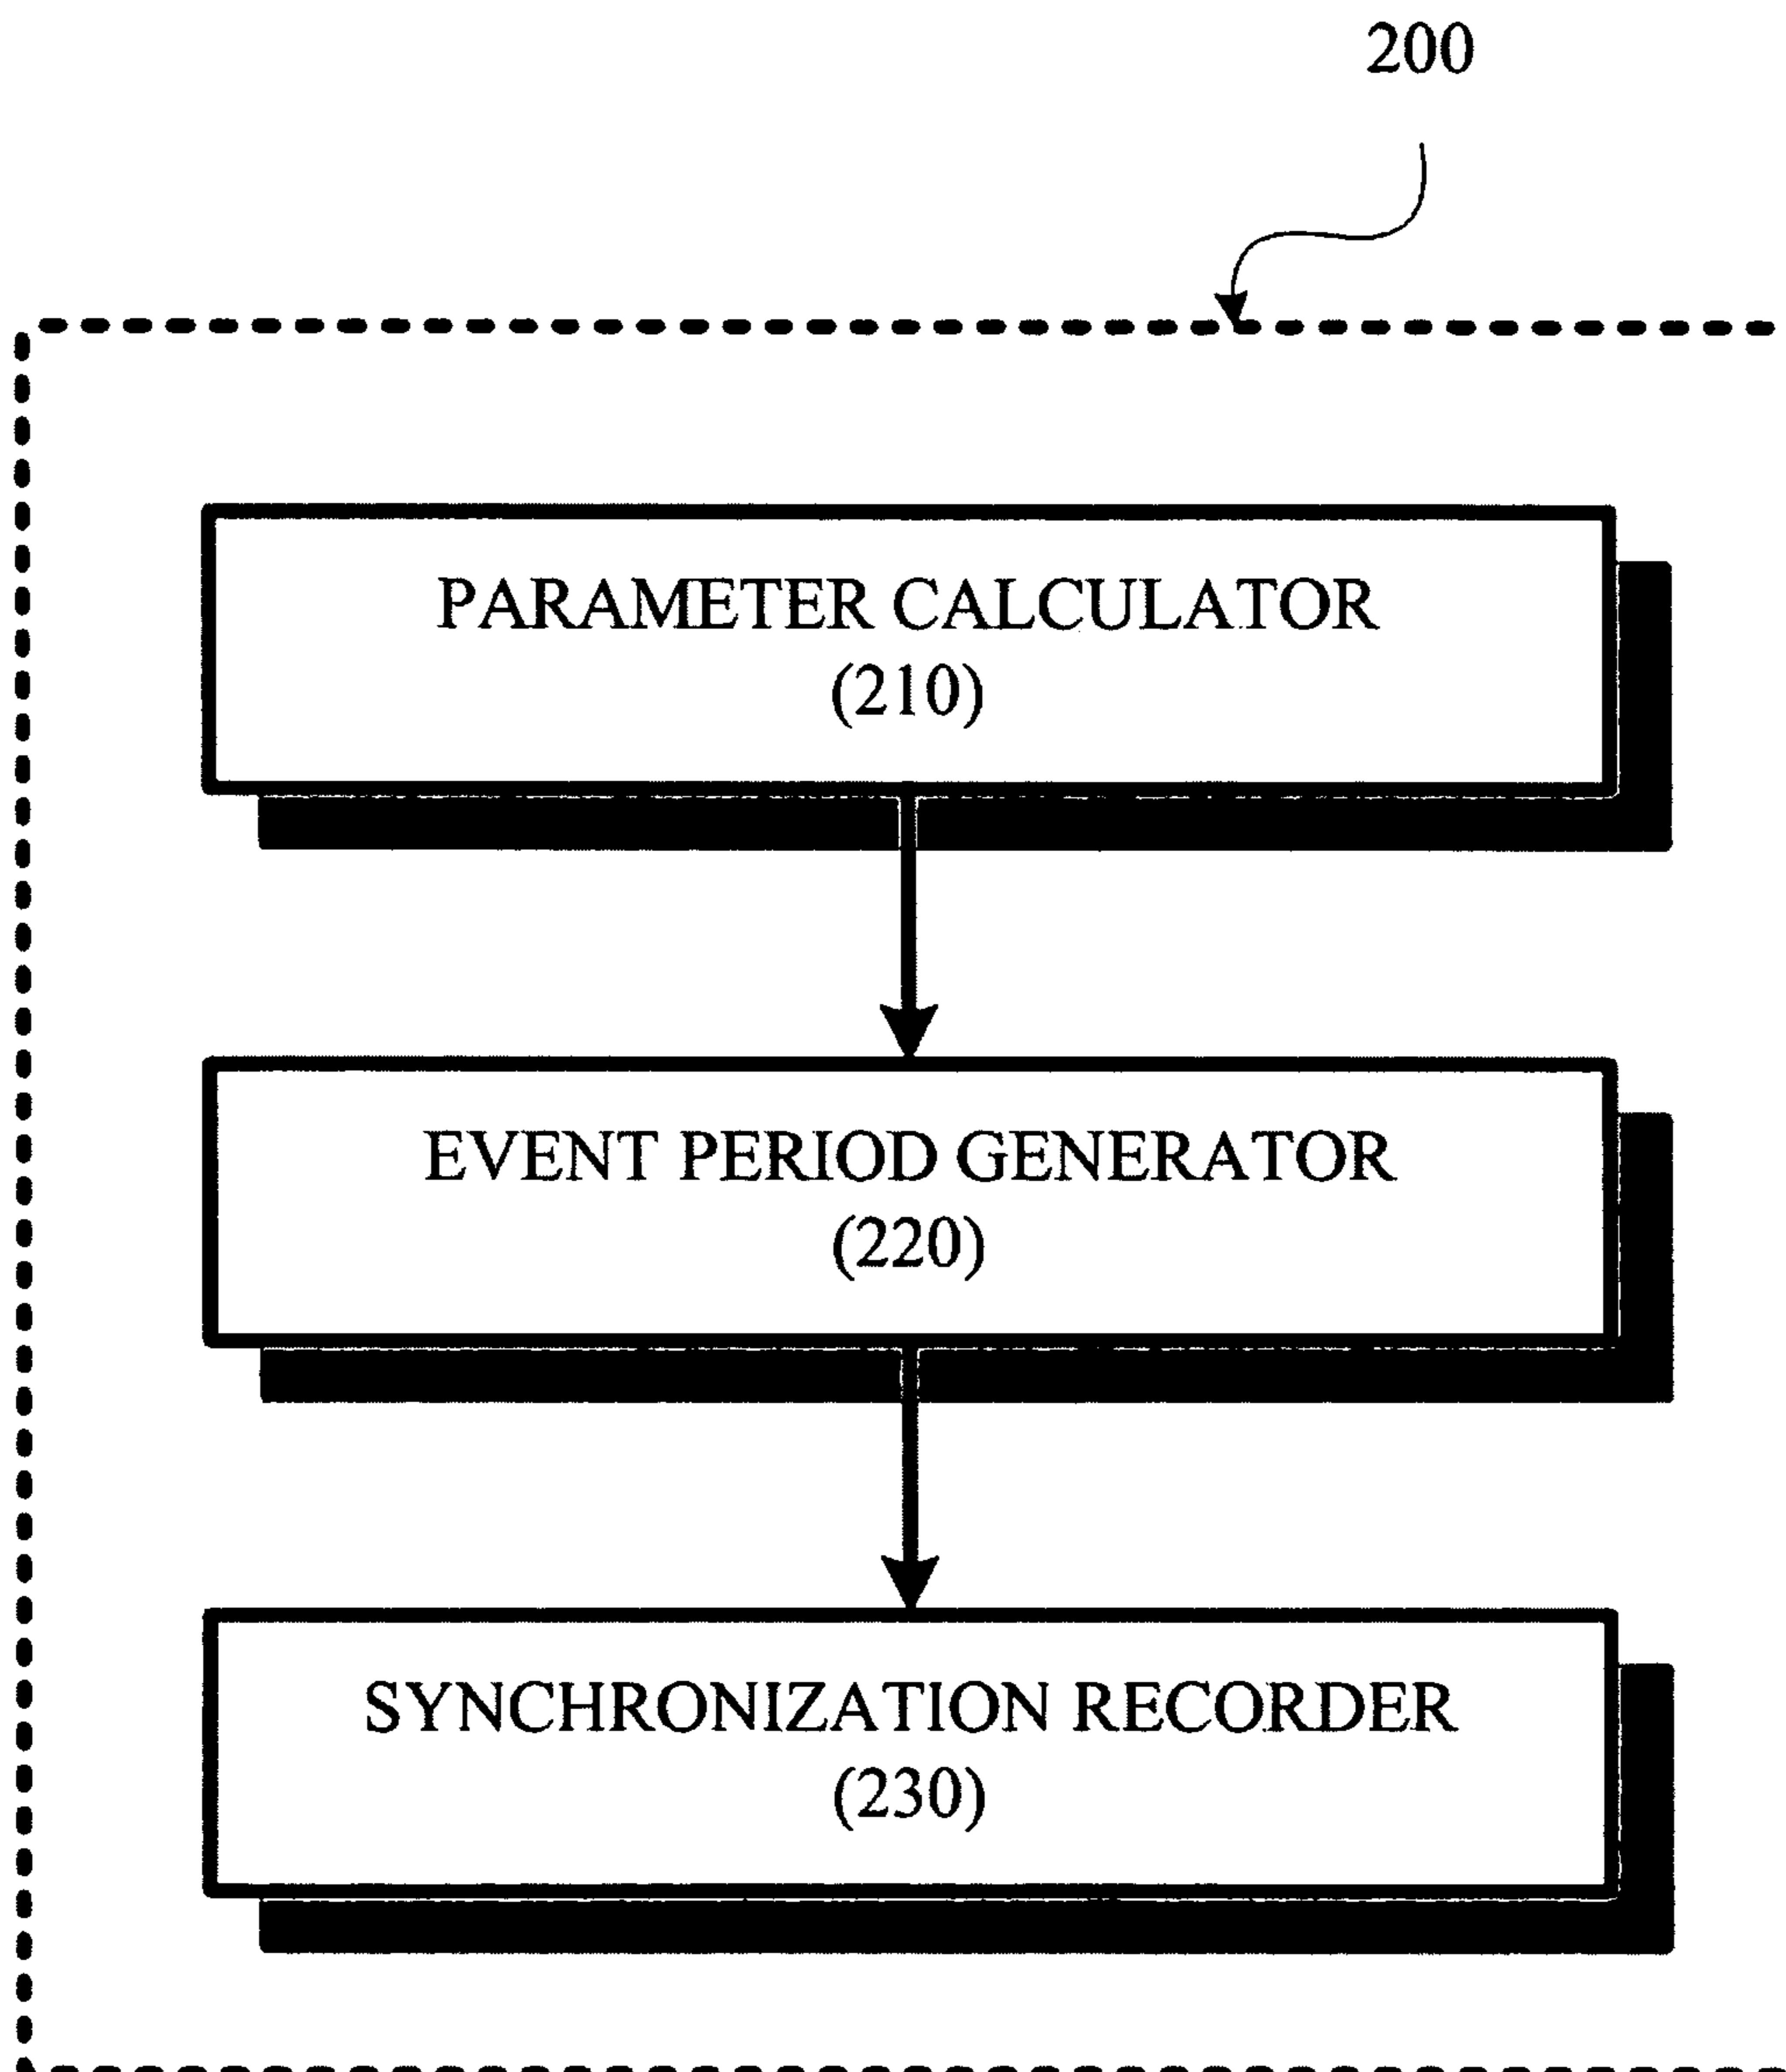 200
PARAMETER CALCULATOR
(210)
EVENT PERIOD GENERATOR
(220)
SYNCHRONIZATION RECORDER
(230)